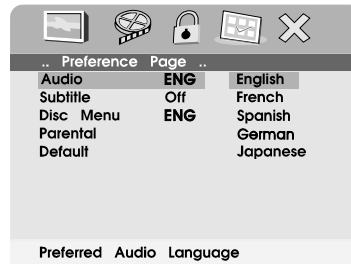 .. Preference Page ..
Audio ENG English
Subtitle Off French
Disc Menu ENG Spanish
Parental German
Default Japanese
Preferred Audio Language